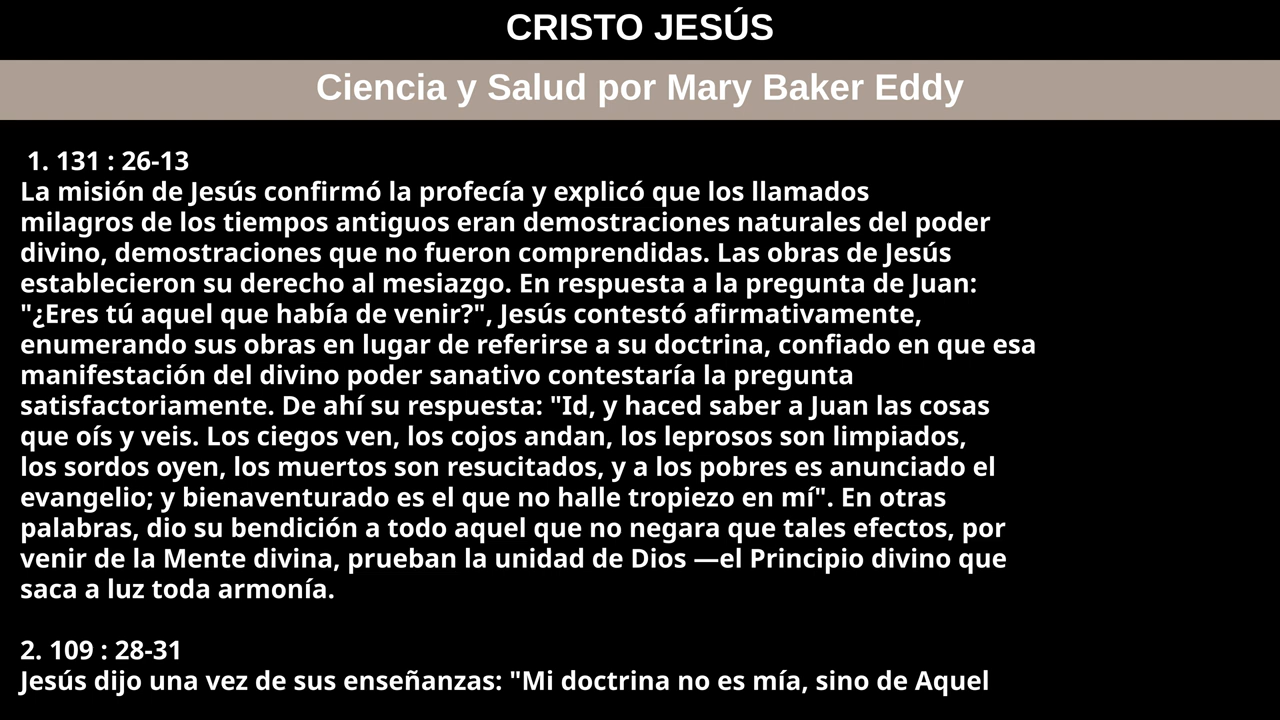 CRISTO JESÚS
Ciencia y Salud por Mary Baker Eddy
1. 131 : 26-13
La misión de Jesús confirmó la profecía y explicó que los llamados
milagros de los tiempos antiguos eran demostraciones naturales del poder
divino, demostraciones que no fueron comprendidas. Las obras de Jesús
establecieron su derecho al mesiazgo. En respuesta a la pregunta de Juan:
"¿Eres tú aquel que había de venir?", Jesús contestó afirmativamente,
enumerando sus obras en lugar de referirse a su doctrina, confiado en que esa
manifestación del divino poder sanativo contestaría la pregunta
satisfactoriamente. De ahí su respuesta: "Id, y haced saber a Juan las cosas
que oís y veis. Los ciegos ven, los cojos andan, los leprosos son limpiados,
los sordos oyen, los muertos son resucitados, y a los pobres es anunciado el
evangelio; y bienaventurado es el que no halle tropiezo en mí". En otras
palabras, dio su bendición a todo aquel que no negara que tales efectos, por
venir de la Mente divina, prueban la unidad de Dios —el Principio divino que
saca a luz toda armonía.
2. 109 : 28-31
Jesús dijo una vez de sus enseñanzas: "Mi doctrina no es mía, sino de Aquel